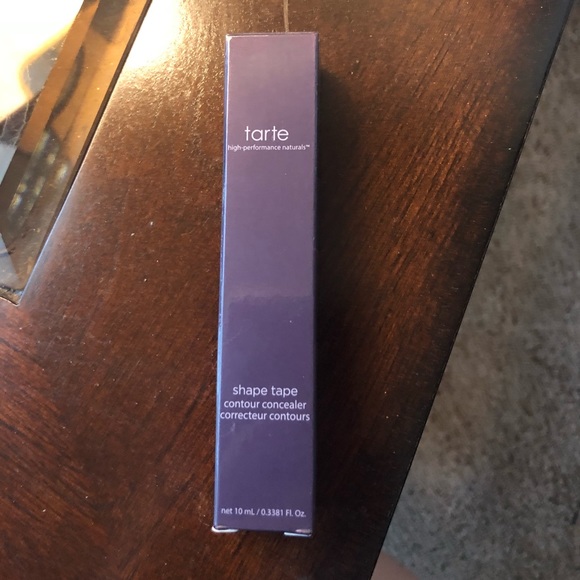 tarte
high-performance naturals™
shape tape
contour concealer
correcteur contours
net 10 mL / 0.3381 Fl. Oz.